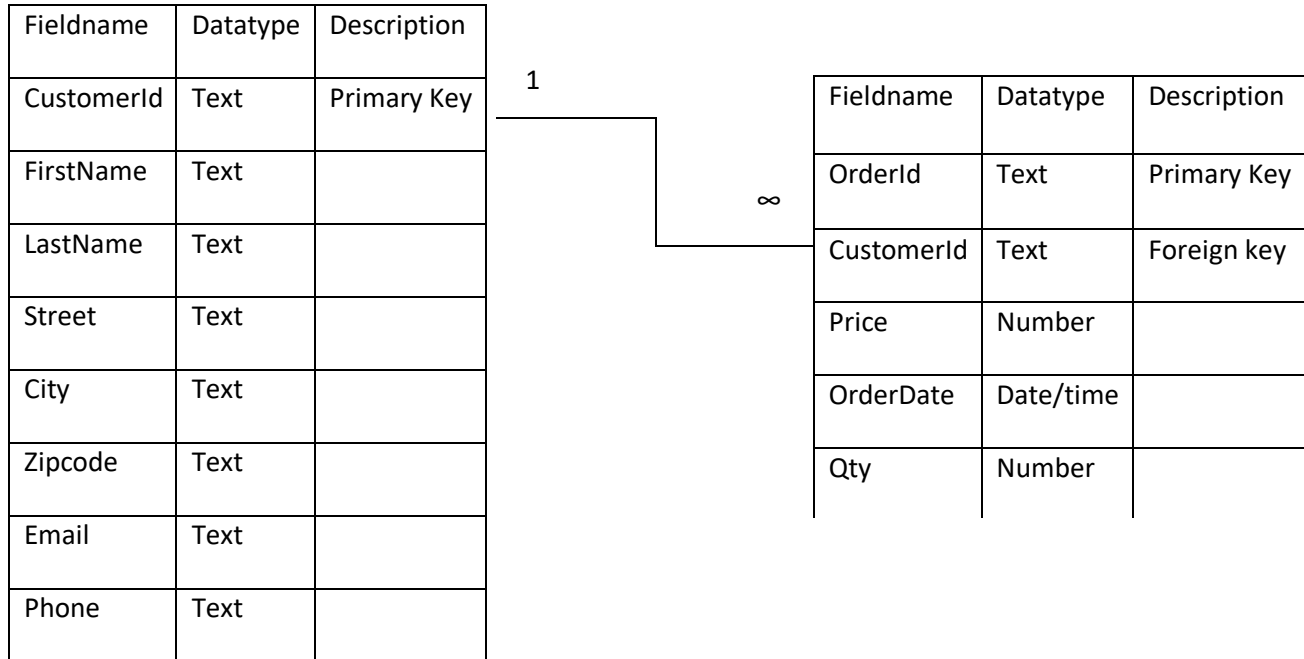 Fieldname Datatype Description
CustomerId Text Primary Key
FirstName Text
LastName Text
Street Text
City Text
Zipcode Text
Email Text
Phone Text
1
∞
Fieldname Datatype Description
OrderId Text Primary Key
CustomerId Text Foreign key
Price Number
OrderDate Date/time
Qty Number